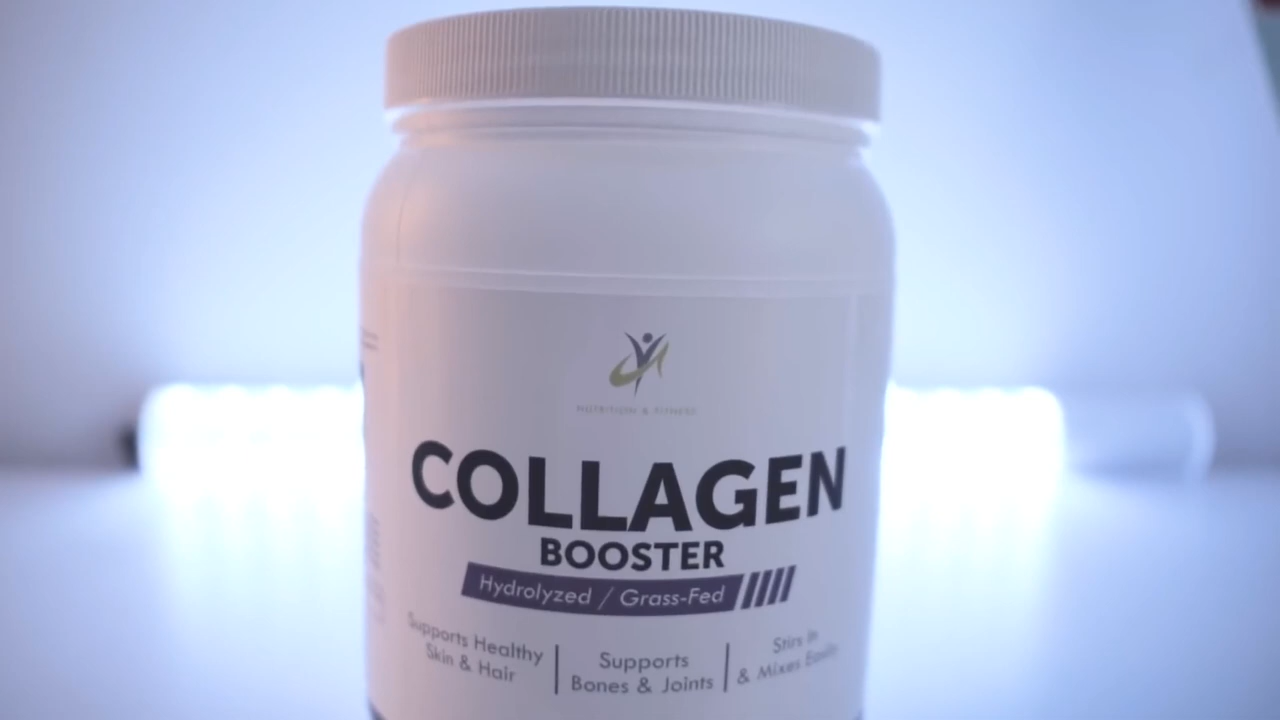 NUTRITION & FITNESS
COLLAGEN
BOOSTER
Hydrolyzed / Grass-Fed
Supports Healthy
Skin & Hair
Supports
Bones & Joints
Stirs In
& Mixes Easily